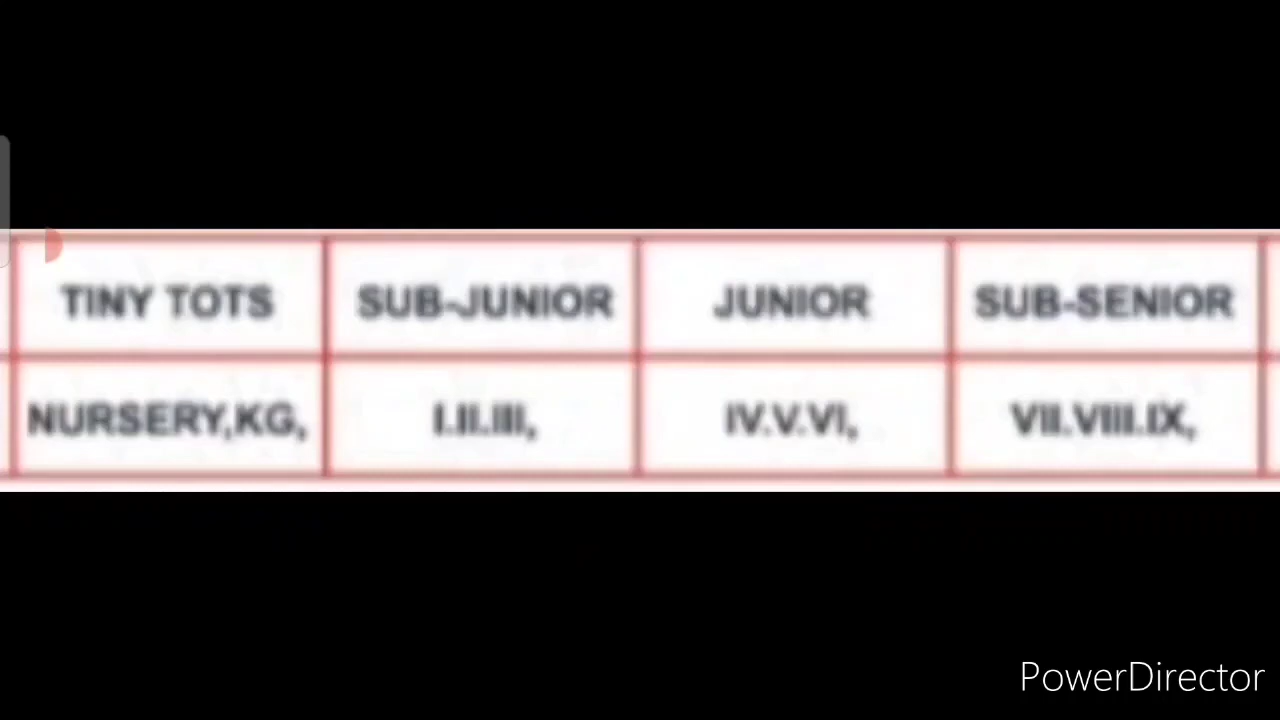 TINY TOTS SUB-JUNIOR JUNIOR SUB-SENIOR
NURSERY,KG, I.II.III, IV.V.VI, VII.VIII.IX,
PowerDirector